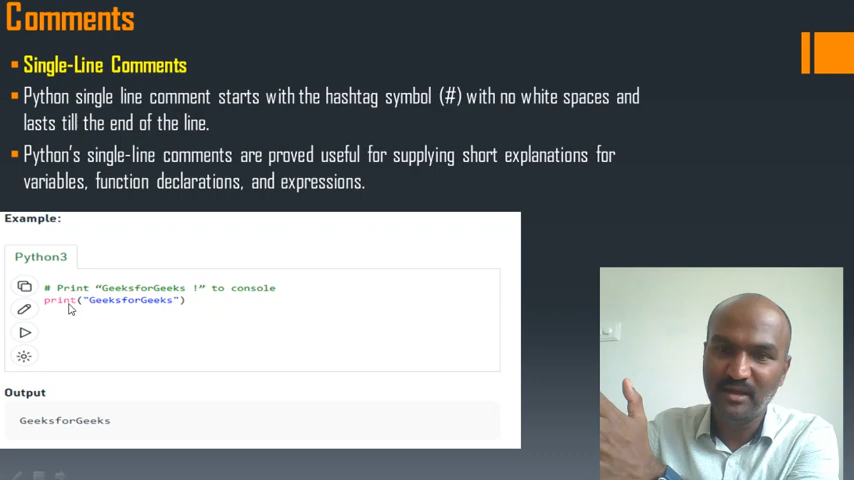 Comments
Single-Line Comments
Python single line comment starts with the hashtag symbol (#) with no white spaces and
lasts till the end of the line.
Python's single-line comments are proved useful for supplying short explanations for
variables, function declarations, and expressions.
Example:
Python3
# Print “GeeksforGeeks !” to console
print("GeeksforGeeks")
Output
GeeksforGeeks